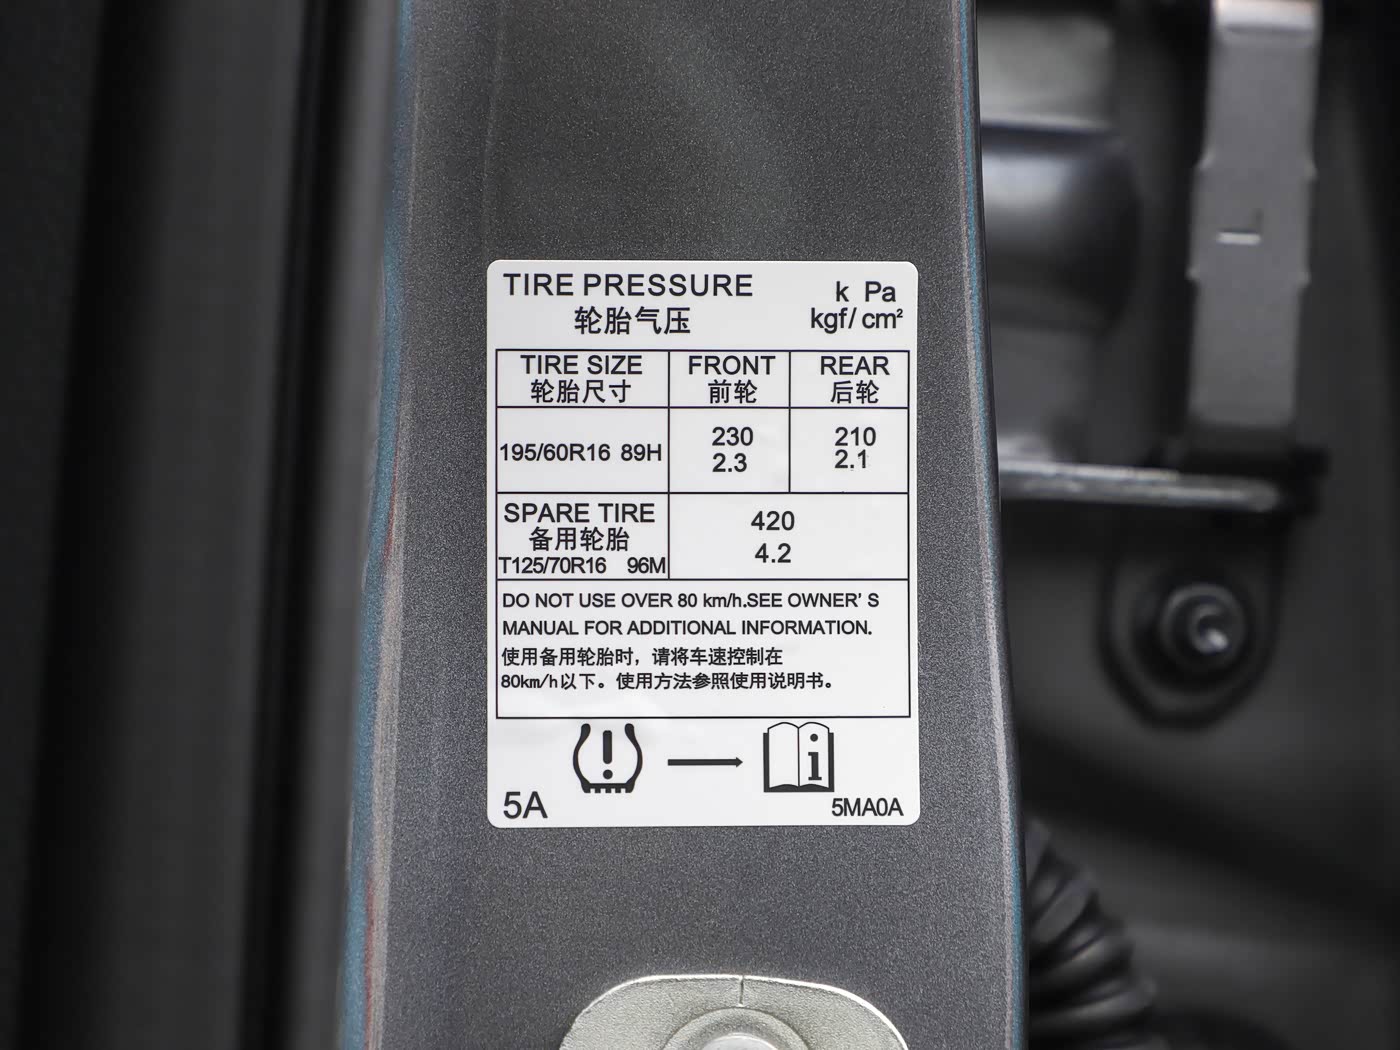 TIRE PRESSURE
轮胎气压
k Pa
kgf/cm²
TIRE SIZE
轮胎尺寸
FRONT
前轮
REAR
后轮
195/60R16 89H
230
2.3
210
2.1
SPARE TIRE
备用轮胎
T125/70R16 96M
420
4.2
DO NOT USE OVER 80 km/h.SEE OWNER'S
MANUAL FOR ADDITIONAL INFORMATION.
使用备用轮胎时，请将车速控制在
80km/h以下。使用方法参照使用说明书。
5A
5MA0A